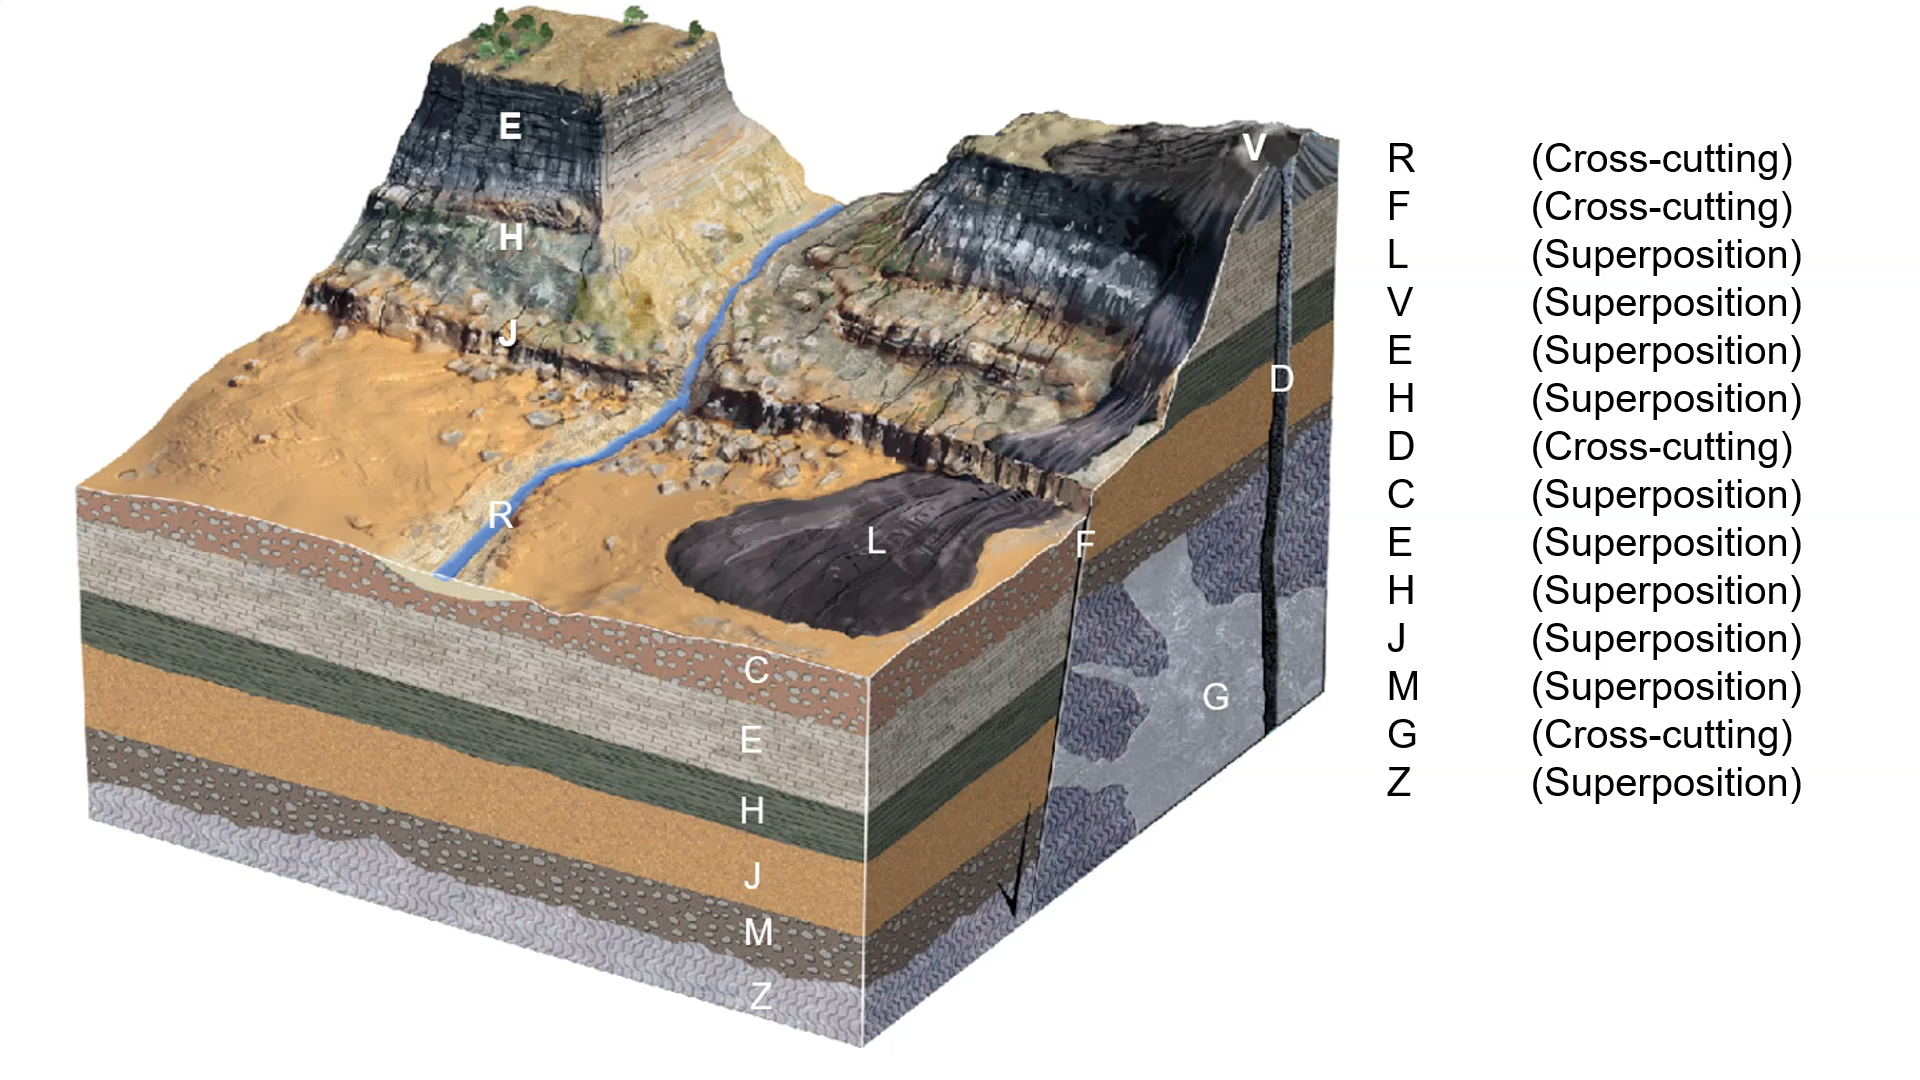 E
H
J
R
L
V
D
F
G
C
E
H
J
M
Z
R (Cross-cutting)
F (Cross-cutting)
L (Superposition)
V (Superposition)
E (Superposition)
H (Superposition)
D (Cross-cutting)
C (Superposition)
E (Superposition)
H (Superposition)
J (Superposition)
M (Superposition)
G (Cross-cutting)
Z (Superposition)